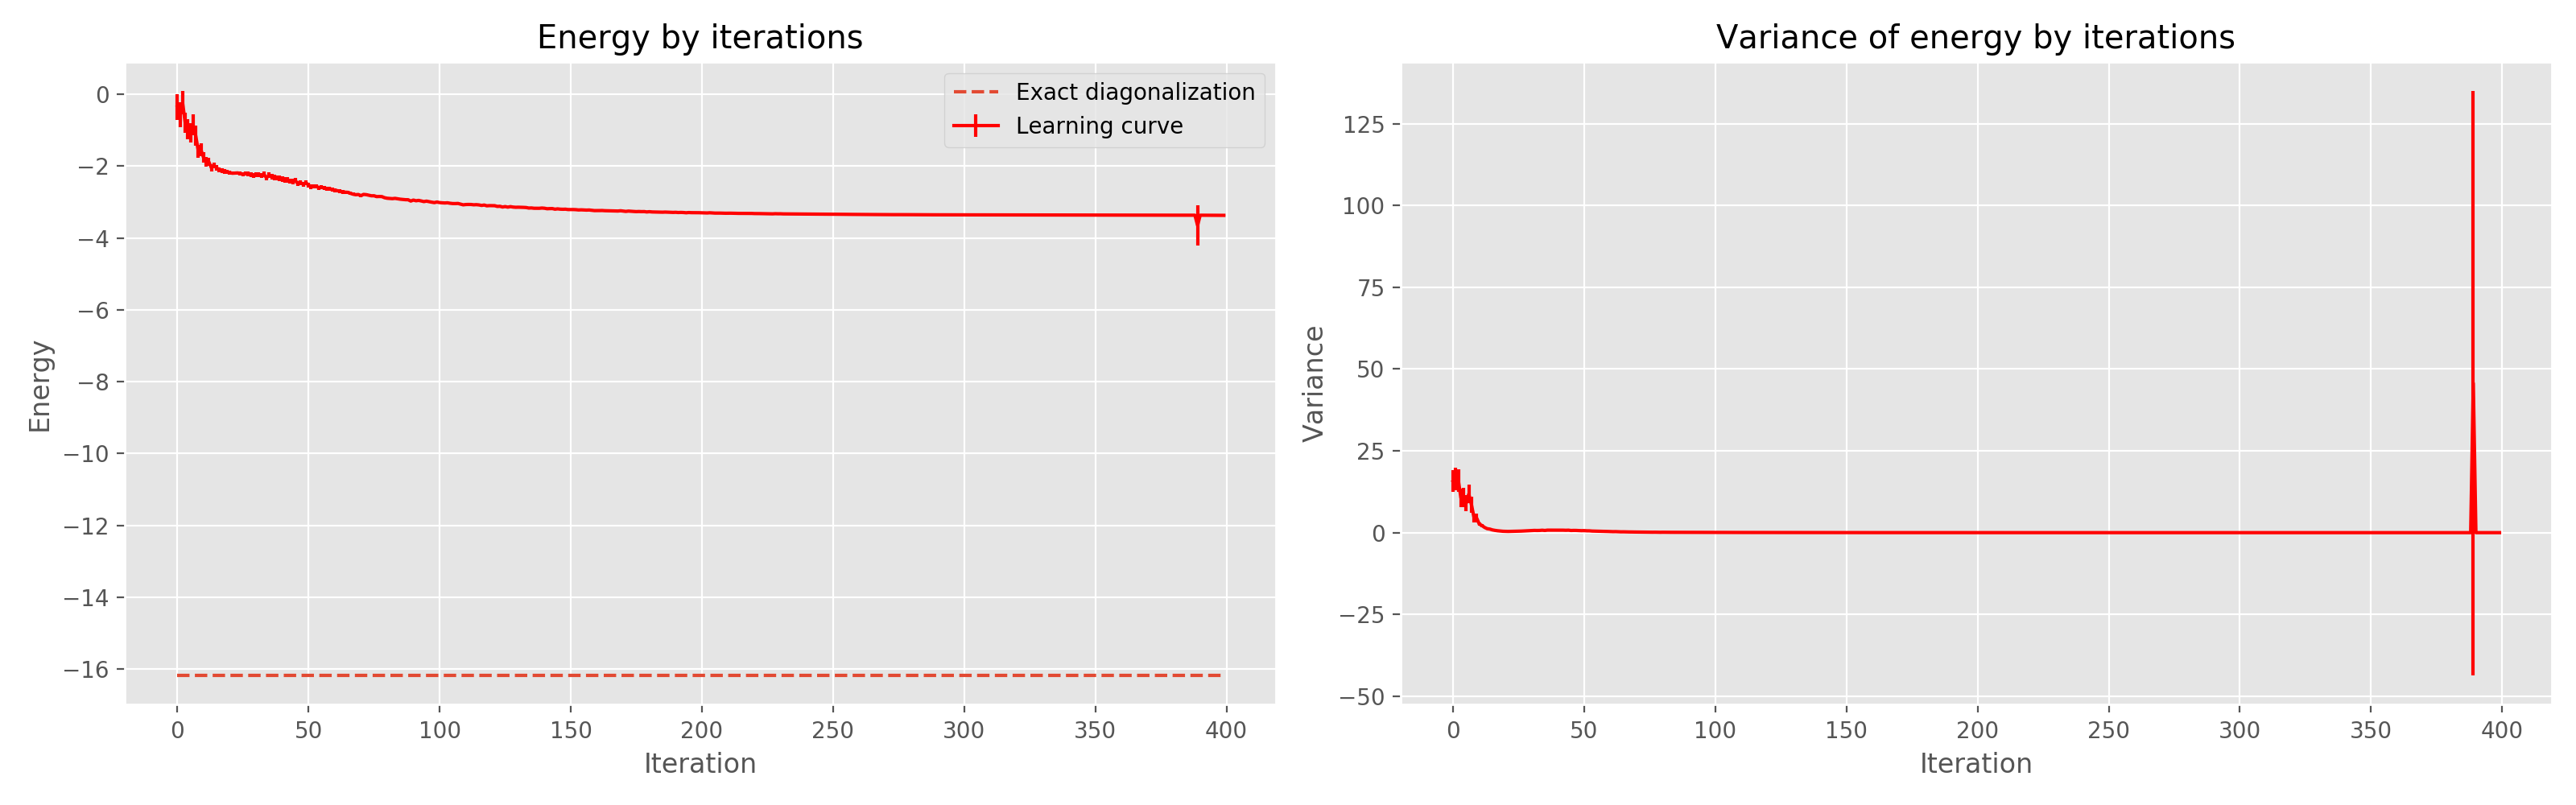 Energy by iterations
Exact diagonalization
Learning curve
0
−2
−4
−6
−8
−10
−12
−14
−16
Energy
0 50 100 150 200 250 300 350 400
Iteration
Variance of energy by iterations
125
100
75
50
25
0
−25
−50
Variance
0 50 100 150 200 250 300 350 400
Iteration